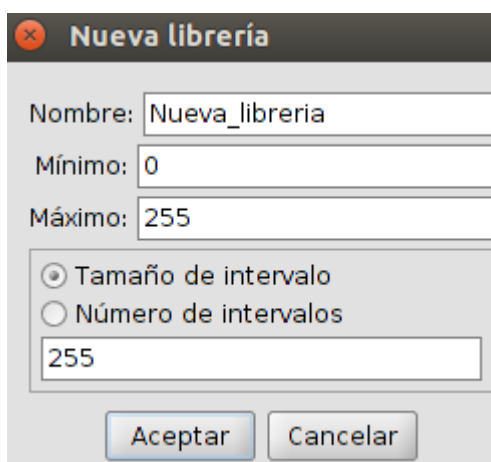 Nueva librería
Nombre: Nueva_libreria
Mínimo: 0
Máximo: 255
Tamaño de intervalo
Número de intervalos
255
Aceptar Cancelar